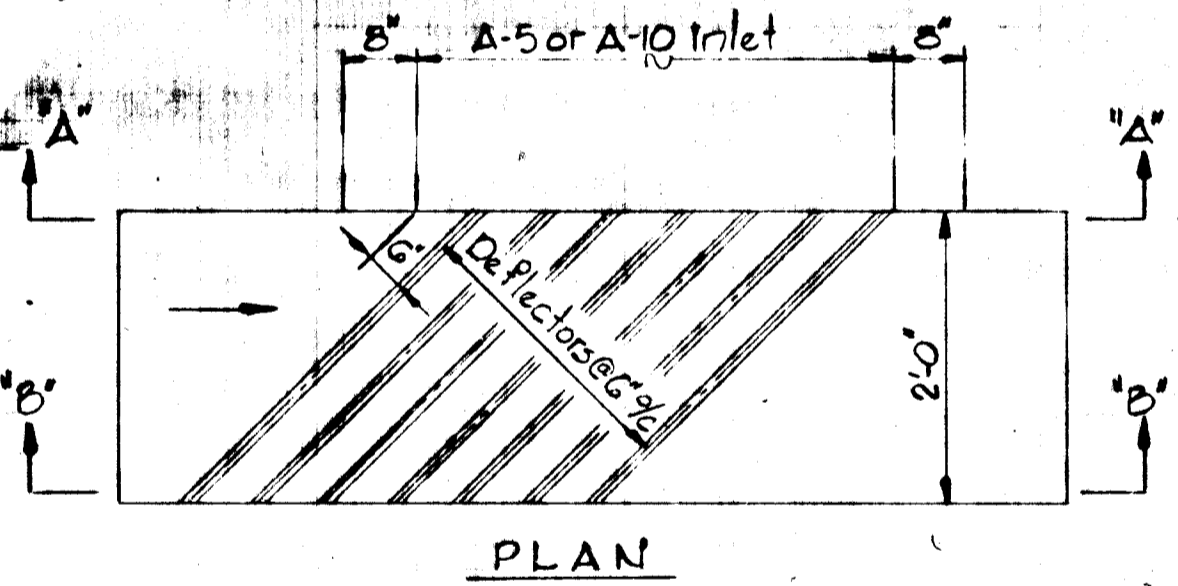 8" A-5 or A-10 Inlet 8"
"A" "A"
6"
Deflectors @ 6" o/c
2'-0"
"B" "B"
PLAN